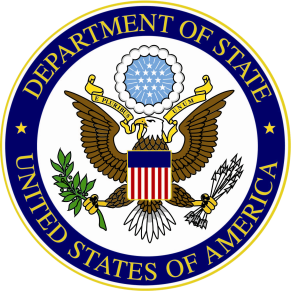 DEPARTMENT OF STATE
E PLURIBUS UNUM
UNITED STATES OF AMERICA